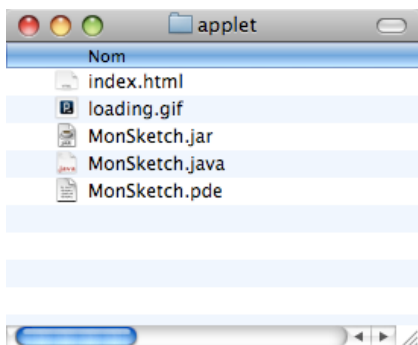 applet
Nom
index.html
loading.gif
MonSketch.jar
MonSketch.java
MonSketch.pde